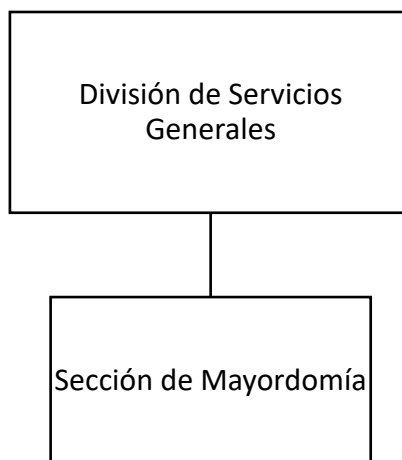 División de Servicios
Generales
Sección de Mayordomía